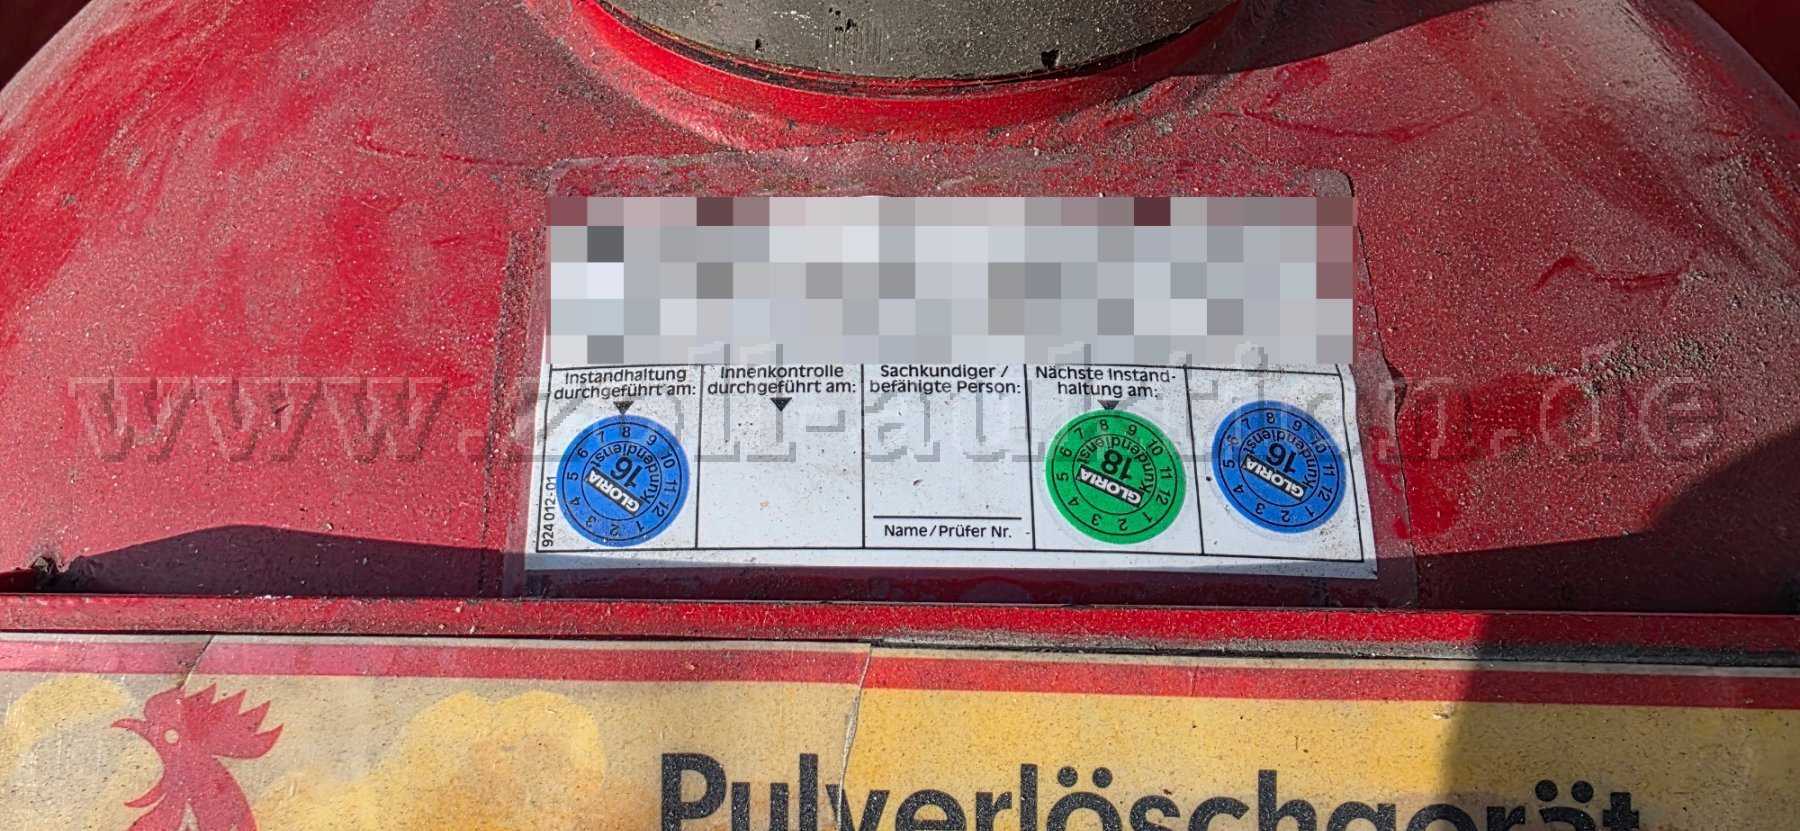 Instandhaltung
durchgeführt am:
Innenkontrolle
durchgeführt am:
Sachkundiger /
befähigte Person:
Nächste Instand-
haltung am:
www.zoll-auktion.de
1 2 3 4 5 6 7 8 9 10 11 12
Kundendienst
16
GLORIA
1 2 3 4 5 6 7 8 9 10 11 12
Kundendienst
18
GLORIA
1 2 3 4 5 6 7 8 9 10 11 12
Kundendienst
16
GLORIA
924 012-01
Name/Prüfer Nr.
Pulverlöschgerät